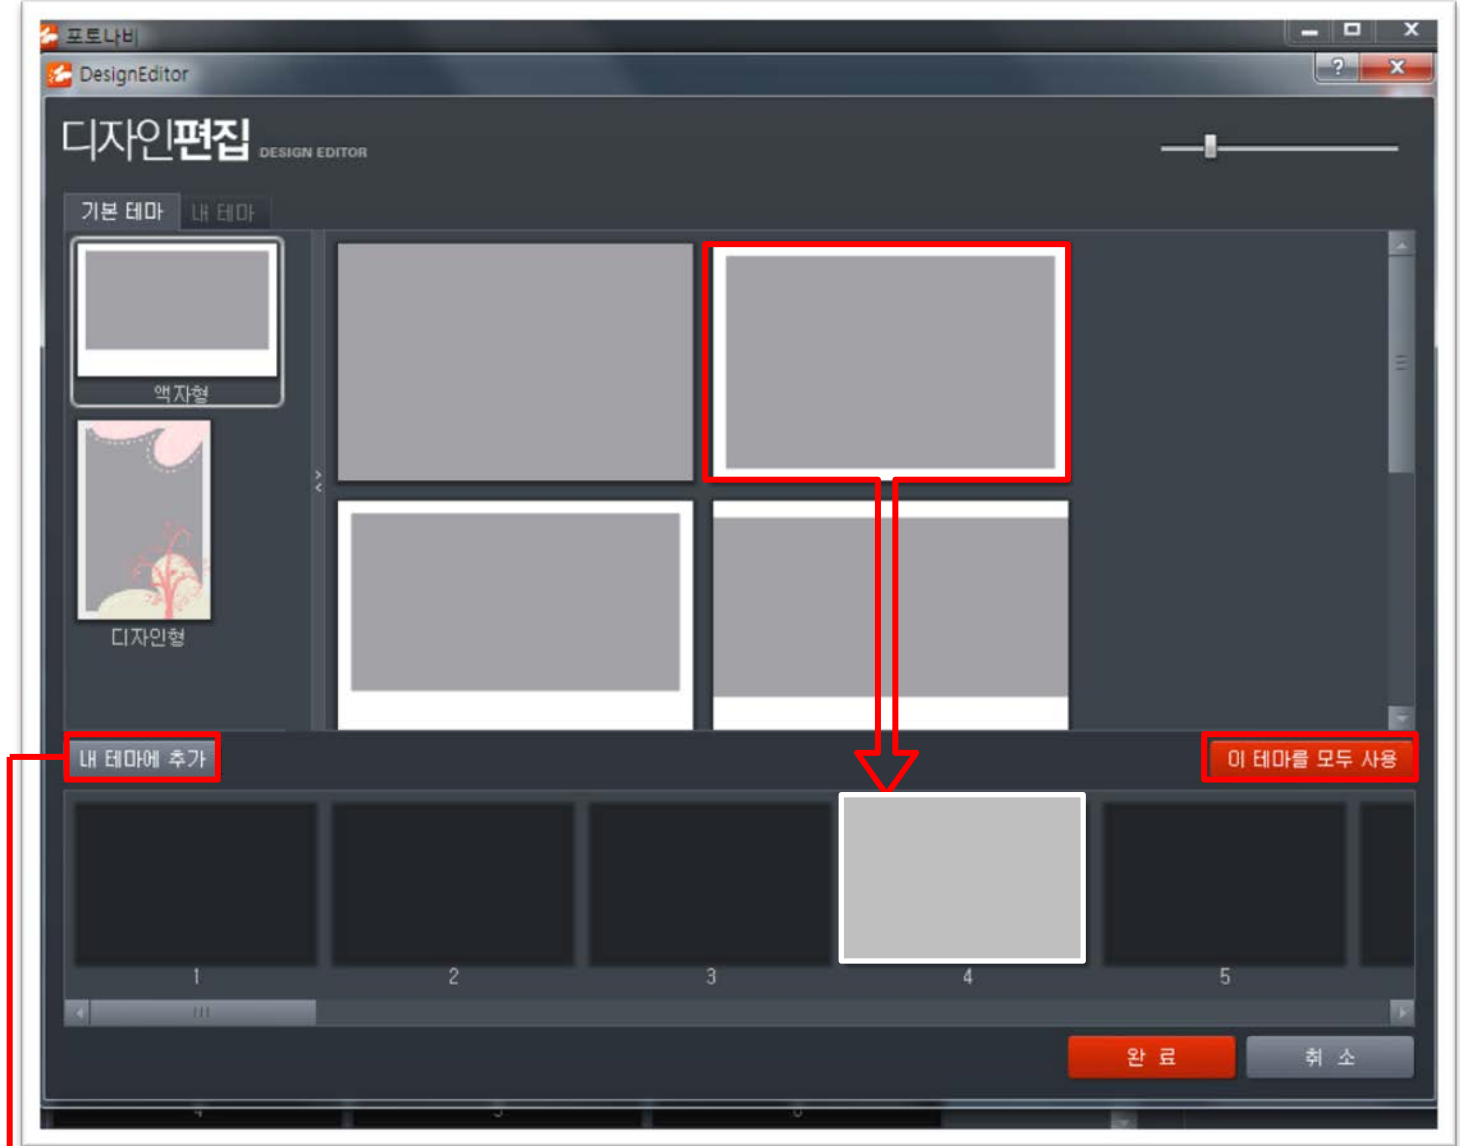 포토나비
DesignEditor
디자인편집 DESIGN EDITOR
기본 테마 내 테마
액자형
디자인형
내 테마에 추가
이 테마를 모두 사용
1 2 3 4 5
완 료 취 소